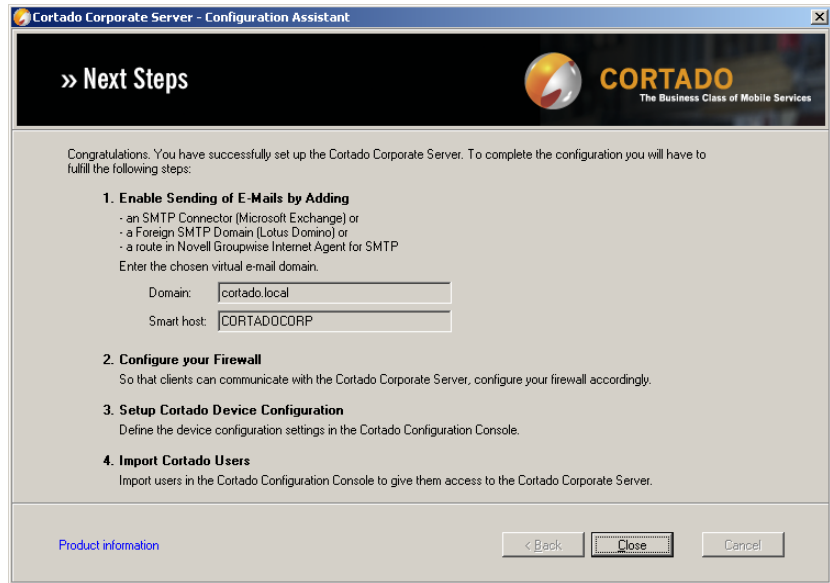 Cortado Corporate Server - Configuration Assistant
>> Next Steps
CORTADO
The Business Class of Mobile Services
Congratulations. You have successfully set up the Cortado Corporate Server. To complete the configuration you will have to
fulfill the following steps:
1. Enable Sending of E-Mails by Adding
- an SMTP Connector (Microsoft Exchange) or
- a Foreign SMTP Domain (Lotus Domino) or
- a route in Novell Groupwise Internet Agent for SMTP
Enter the chosen virtual e-mail domain.
Domain: cortado.local
Smart host: CORTADOCORP
2. Configure your Firewall
So that clients can communicate with the Cortado Corporate Server, configure your firewall accordingly.
3. Setup Cortado Device Configuration
Define the device configuration settings in the Cortado Configuration Console.
4. Import Cortado Users
Import users in the Cortado Configuration Console to give them access to the Cortado Corporate Server.
Product information < Back Close Cancel